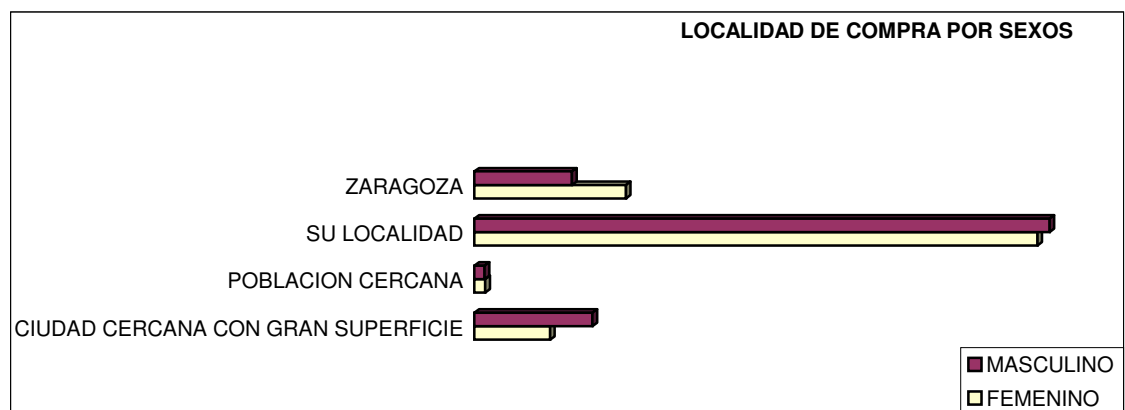 LOCALIDAD DE COMPRA POR SEXOS
ZARAGOZA
SU LOCALIDAD
POBLACION CERCANA
CIUDAD CERCANA CON GRAN SUPERFICIE
MASCULINO
FEMENINO